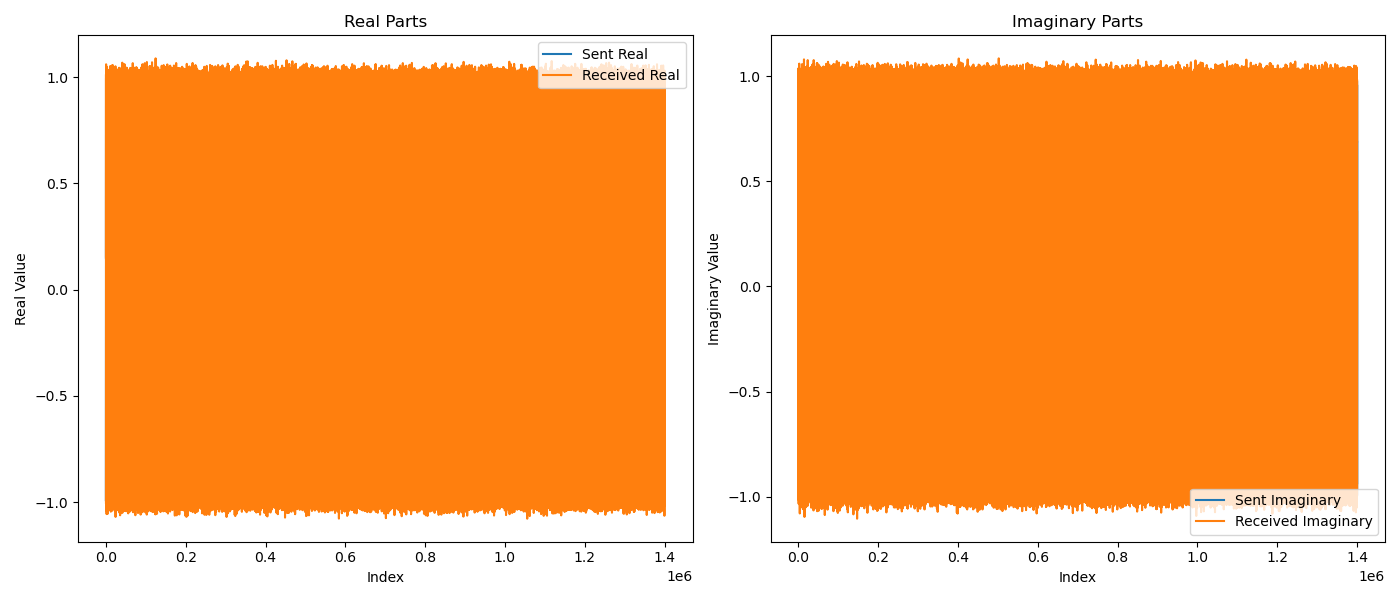 Real Parts
Sent Real
Received Real
Real Value
1.0
0.5
0.0
−0.5
−1.0
0.0 0.2 0.4 0.6 0.8 1.0 1.2 1.4
1e6
Index
Imaginary Parts
Imaginary Value
1.0
0.5
0.0
−0.5
−1.0
Sent Imaginary
Received Imaginary
0.0 0.2 0.4 0.6 0.8 1.0 1.2 1.4
1e6
Index